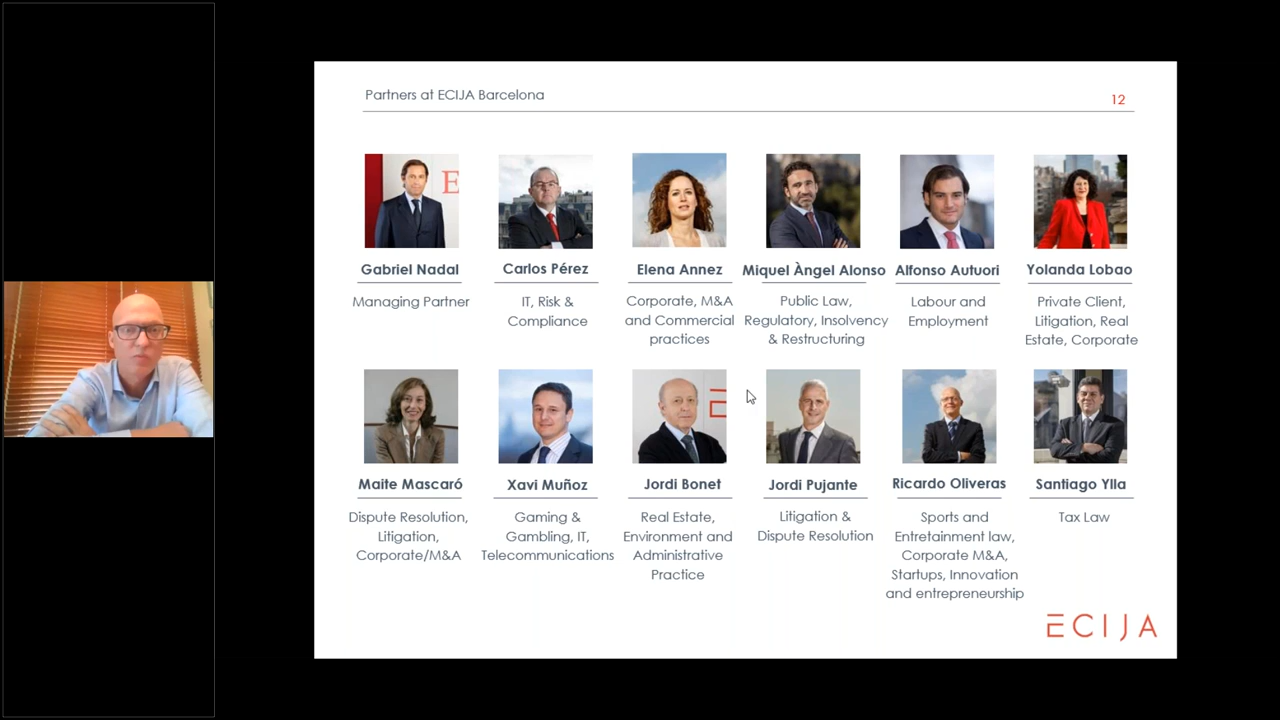 Partners at ECIJA Barcelona
12
E
Gabriel Nadal
Carlos Pérez
Elena Annez
Miquel Àngel Alonso
Alfonso Autuori
Yolanda Lobao
Managing Partner
IT, Risk &
Compliance
Corporate, M&A
and Commercial
practices
Public Law,
Regulatory, Insolvency
& Restructuring
Labour and
Employment
Private Client,
Litigation, Real
Estate, Corporate
Maite Mascaró
Xavi Muñoz
Jordi Bonet
Jordi Pujante
Ricardo Oliveras
Santiago Ylla
Dispute Resolution,
Litigation,
Corporate/M&A
Gaming &
Gambling, IT,
Telecommunications
Real Estate,
Environment and
Administrative
Practice
Litigation &
Dispute Resolution
Sports and
Entretainment law,
Corporate M&A,
Startups, Innovation
and entrepreneurship
Tax Law
ECIJA